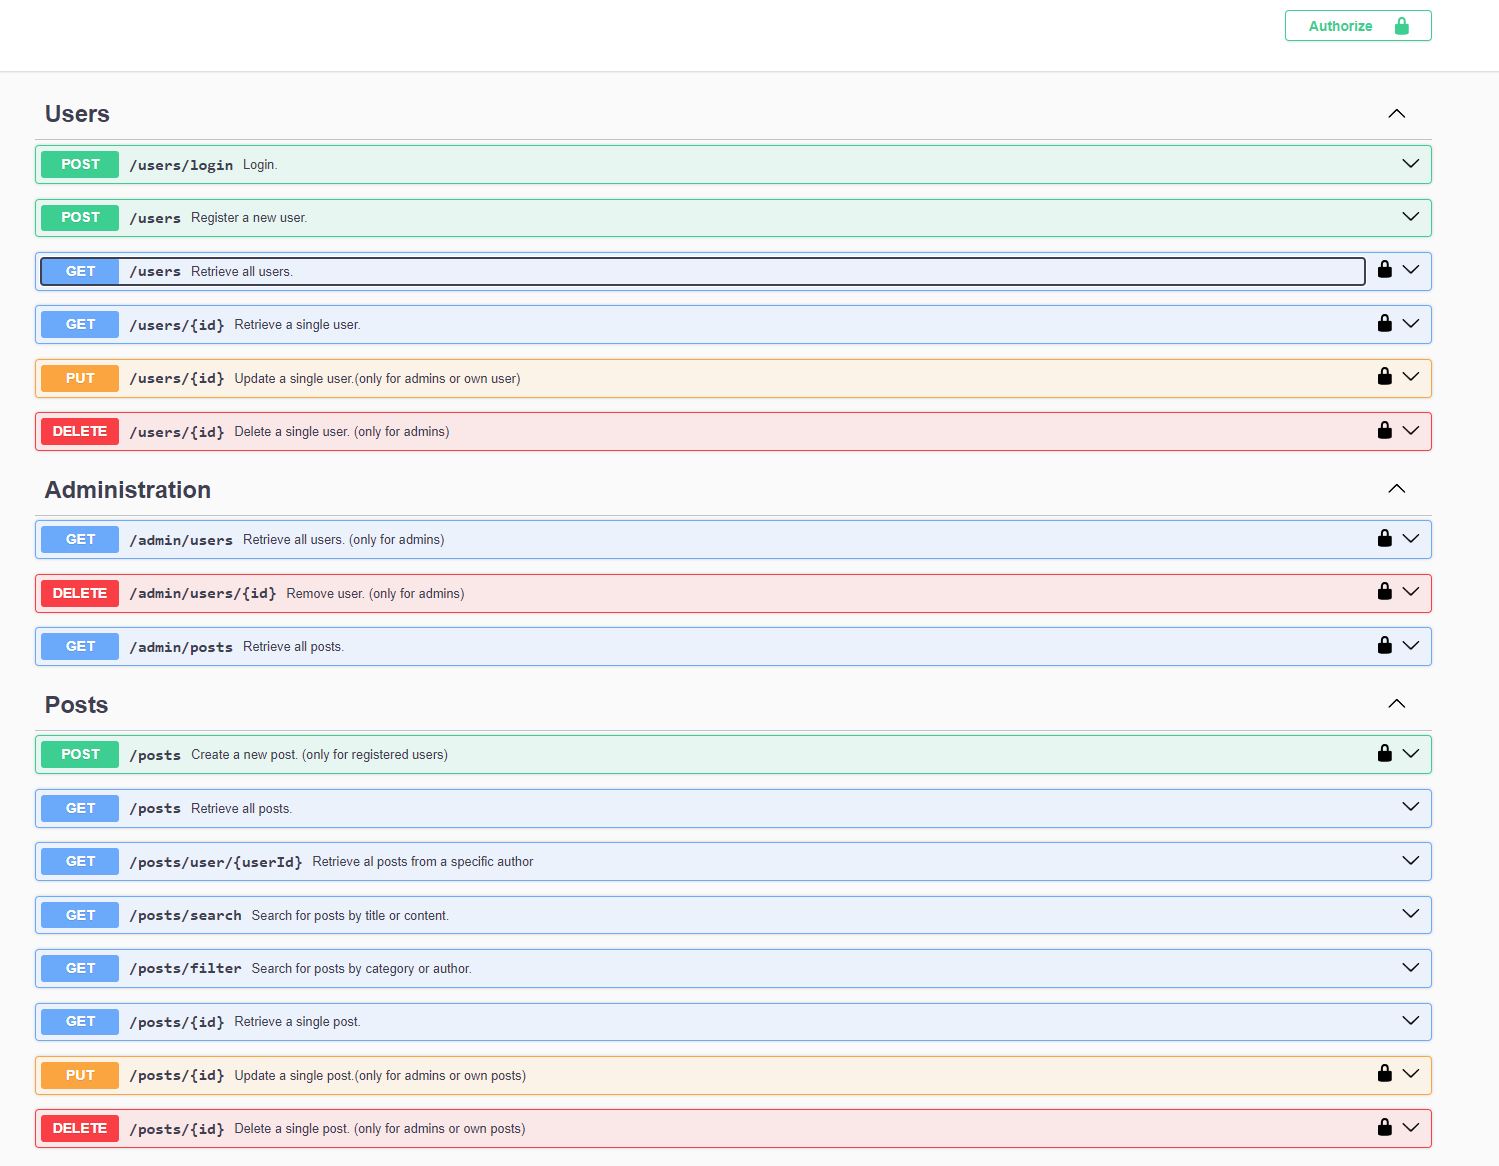 Authorize
Users
POST /users/login Login.
POST /users Register a new user.
GET /users Retrieve all users.
GET /users/{id} Retrieve a single user.
PUT /users/{id} Update a single user.(only for admins or own user)
DELETE /users/{id} Delete a single user. (only for admins)
Administration
GET /admin/users Retrieve all users. (only for admins)
DELETE /admin/users/{id} Remove user. (only for admins)
GET /admin/posts Retrieve all posts.
Posts
POST /posts Create a new post. (only for registered users)
GET /posts Retrieve all posts.
GET /posts/user/{userId} Retrieve al posts from a specific author
GET /posts/search Search for posts by title or content.
GET /posts/filter Search for posts by category or author.
GET /posts/{id} Retrieve a single post.
PUT /posts/{id} Update a single post.(only for admins or own posts)
DELETE /posts/{id} Delete a single post. (only for admins or own posts)